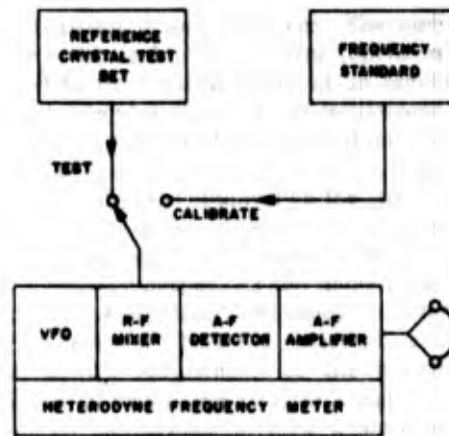 REFERENCE
CRYSTAL TEST
SET
FREQUENCY
STANDARD
TEST
CALIBRATE
VFO
R-F
MIXER
A-F
DETECTOR
A-F
AMPLIFIER
HETERODYNE FREQUENCY METER